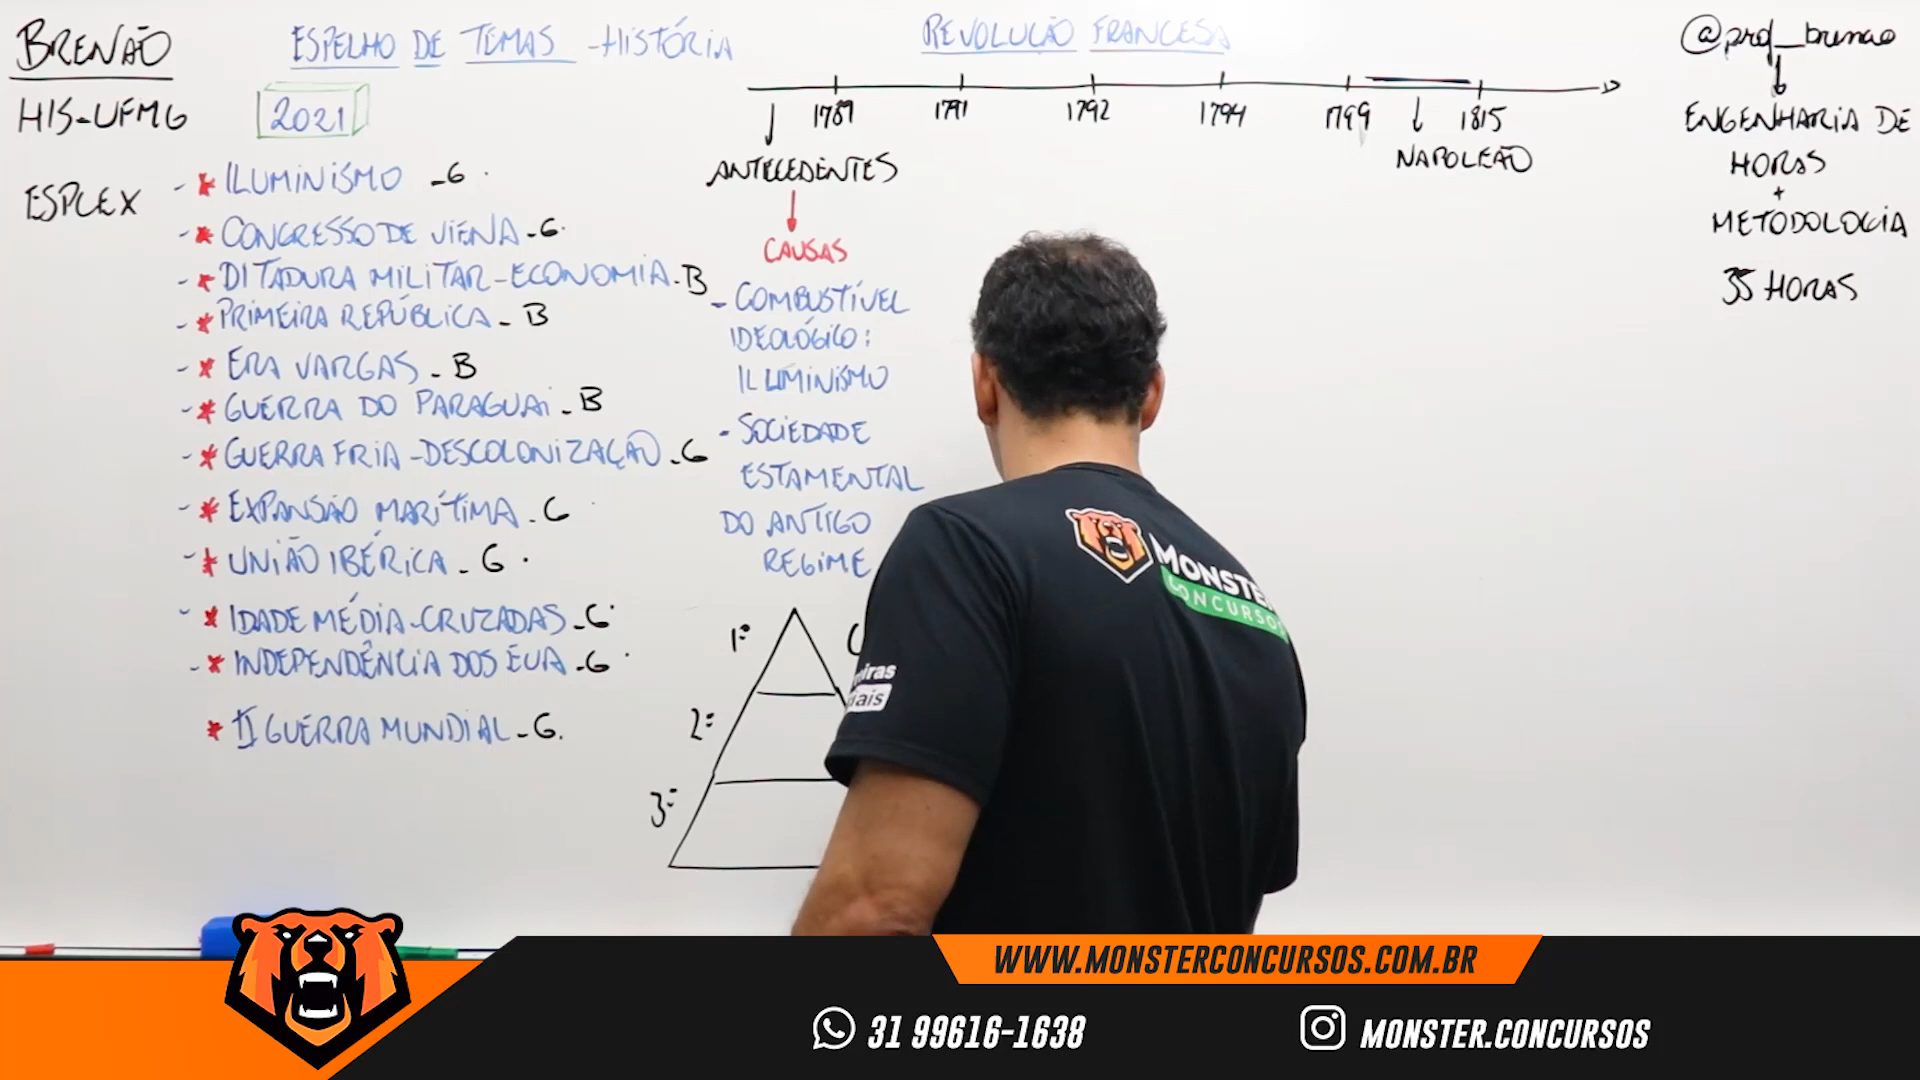 BRENÃO
HIS-UFMG
ESPCEX
ESPELHO DE TEMAS - HISTÓRIA
2021
- * ILUMINISMO - G
- * CONGRESSO DE VIENA - G
- * DITADURA MILITAR - ECONOMIA - B
- * PRIMEIRA REPÚBLICA - B
- * ERA VARGAS - B
- * GUERRA DO PARAGUAI - B
- * GUERRA FRIA - DESCOLONIZAÇÃO - G
- * EXPANSÃO MARÍTIMA - G
- * UNIÃO IBÉRICA - G
- * IDADE MÉDIA - CRUZADAS - G
- * INDEPENDÊNCIA DOS EUA - G
* II GUERRA MUNDIAL - G
REVOLUÇÃO FRANCESA
1789 1791 1792 1794 1799 1815
ANTECEDENTES
NAPOLEÃO
CAUSAS
- COMBUSTÍVEL
IDEOLÓGICO:
ILUMINISMO
- SOCIEDADE
ESTAMENTAL
DO ANTIGO
REGIME
1º
2º
3º
@prof_brenao
ENGENHARIA DE
HORAS
+
METODOLOGIA
35 HORAS
MONSTE
CONCURSOS
eiras
iais
WWW.MONSTERCONCURSOS.COM.BR
31 99616-1638
MONSTER.CONCURSOS